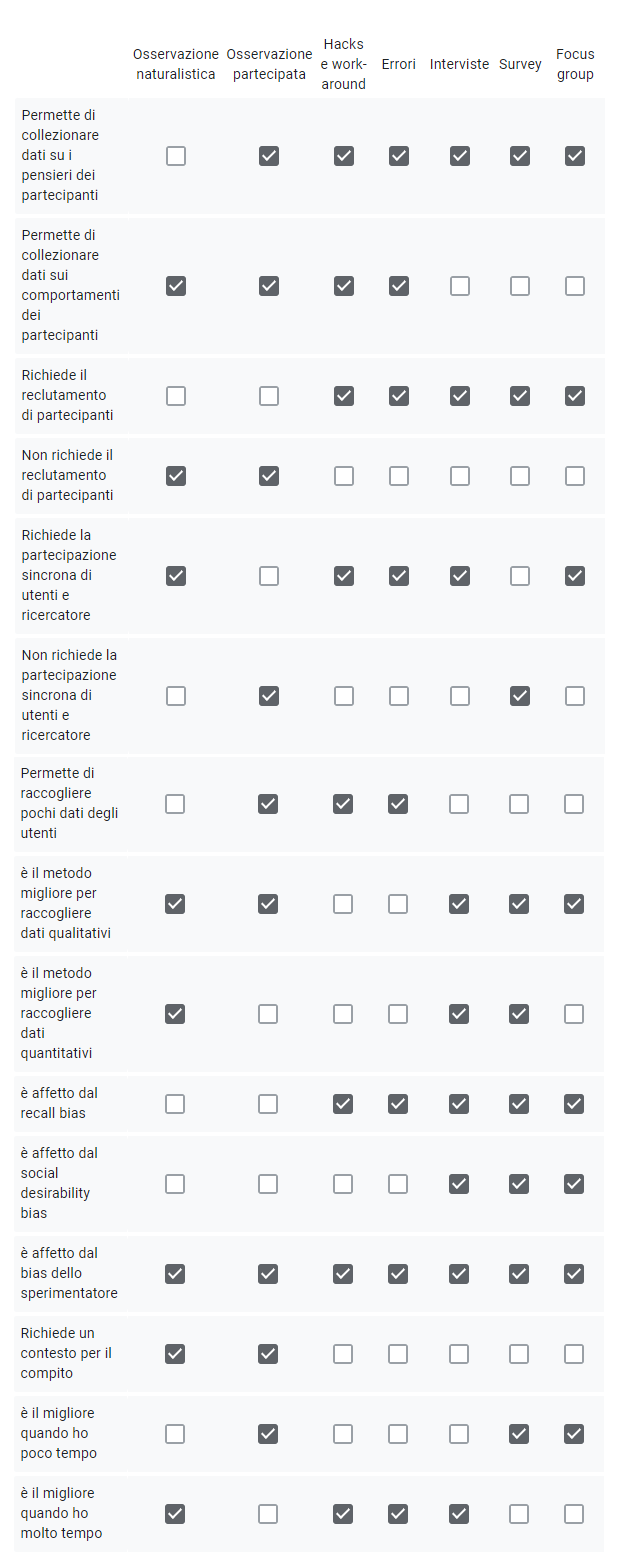 Osservazione naturalistica
Osservazione partecipata
Hacks e work-around
Errori
Interviste
Survey
Focus group
Permette di
collezionare
dati su i
pensieri dei
partecipanti
Permette di
collezionare
dati sui
comportamenti
dei
partecipanti
Richiede il
reclutamento
di partecipanti
Non richiede il
reclutamento
di partecipanti
Richiede la
partecipazione
sincrona di
utenti e
ricercatore
Non richiede la
partecipazione
sincrona di
utenti e
ricercatore
Permette di
raccogliere
pochi dati degli
utenti
è il metodo
migliore per
raccogliere
dati qualitativi
è il metodo
migliore per
raccogliere
dati
quantitativi
è affetto dal
recall bias
è affetto dal
social
desirability
bias
è affetto dal
bias dello
sperimentatore
Richiede un
contesto per il
compito
è il migliore
quando ho
poco tempo
è il migliore
quando ho
molto tempo